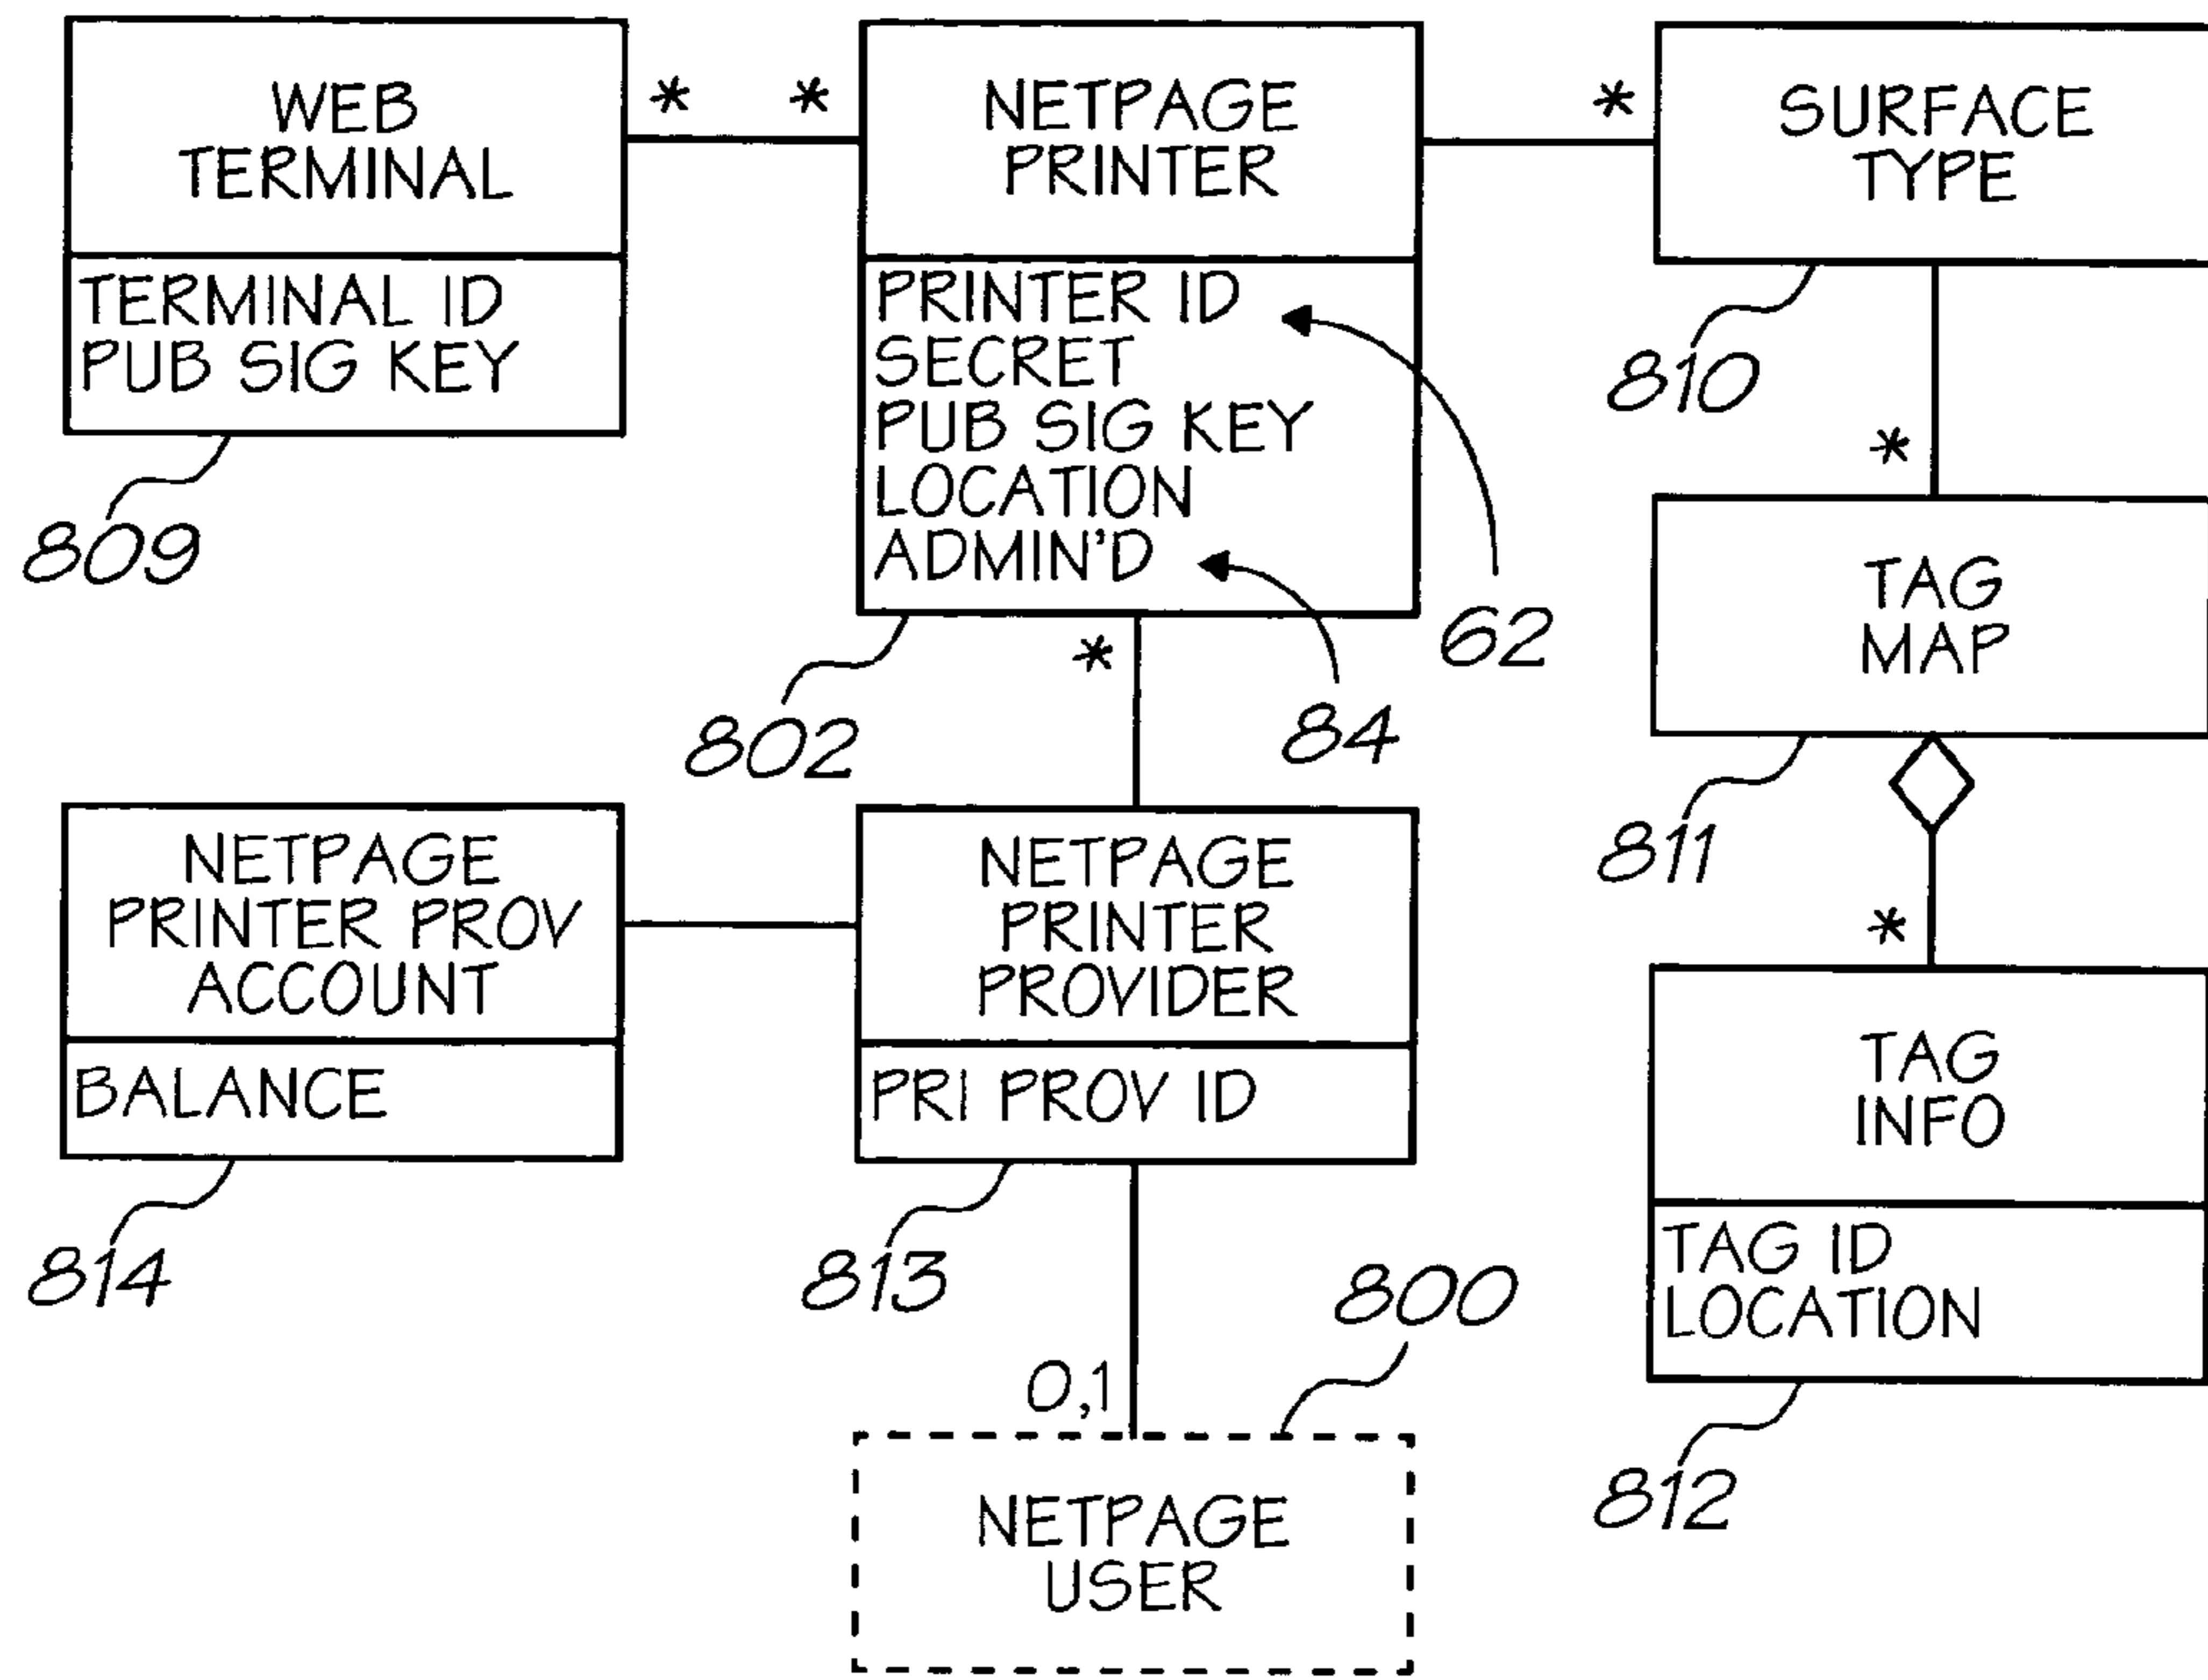 WEB
TERMINAL
*
*
NETPAGE
PRINTER
*
SURFACE
TYPE
TERMINAL ID
PUB SIG KEY
PRINTER ID
SECRET
PUB SIG KEY
LOCATION
ADMIN'D
809
802
62
84
810
*
*
TAG
MAP
811
NETPAGE
PRINTER PROV
ACCOUNT
BALANCE
814
NETPAGE
PRINTER
PROVIDER
PRI PROV ID
813
*
TAG
INFO
TAG ID
LOCATION
812
800
0,1
NETPAGE
USER